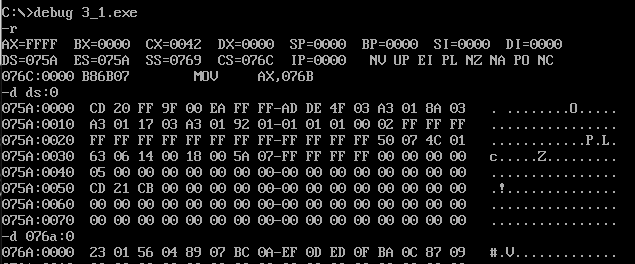 C:\>debug 3_1.exe
-r
AX=FFFF  BX=0000  CX=0042  DX=0000  SP=0000  BP=0000  SI=0000  DI=0000
DS=075A  ES=075A  SS=0769  CS=076C  IP=0000   NV UP EI PL NZ NA PO NC
076C:0000 B86B07        MOV     AX,076B
-d ds:0
075A:0000  CD 20 FF 9F 00 EA FF FF-AD DE 4F 03 A3 01 8A 03   . ........O.....
075A:0010  A3 01 17 03 A3 01 92 01-01 01 01 00 02 FF FF FF   ................
075A:0020  FF FF FF FF FF FF FF FF-FF FF FF FF 50 07 4C 01   ............P.L.
075A:0030  63 06 14 00 18 00 5A 07-FF FF FF FF 00 00 00 00   c.....Z.........
075A:0040  05 00 00 00 00 00 00 00-00 00 00 00 00 00 00 00   ................
075A:0050  CD 21 CB 00 00 00 00 00-00 00 00 00 00 00 00 00   .!..............
075A:0060  00 00 00 00 00 00 00 00-00 00 00 00 00 00 00 00   ................
075A:0070  00 00 00 00 00 00 00 00-00 00 00 00 00 00 00 00   ................
-d 076a:0
076A:0000  23 01 56 04 89 07 BC 0A-EF 0D ED 0F BA 0C 87 09   #.V.............